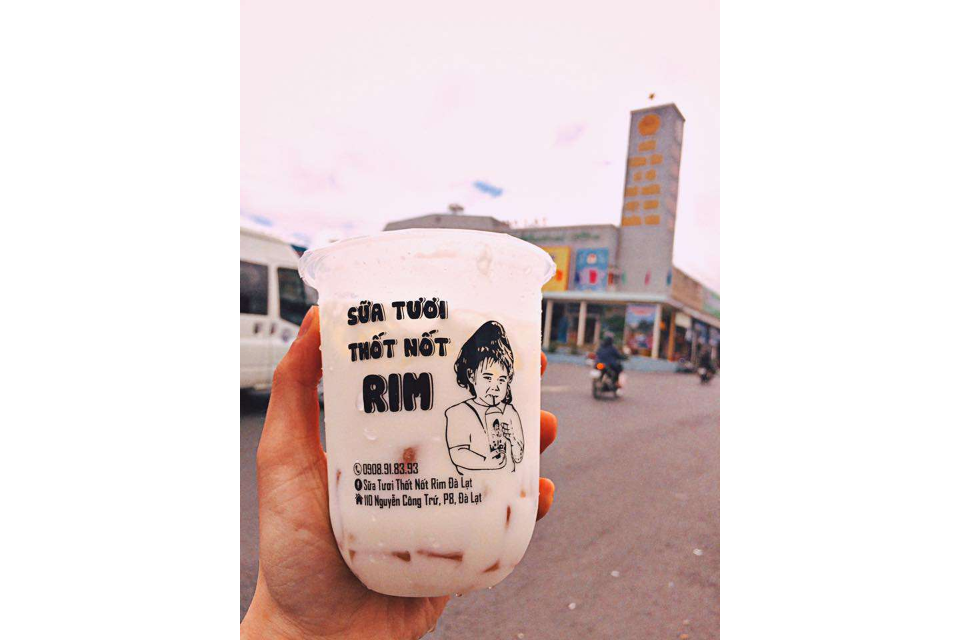 SỮA TƯƠI
THỐT NỐT
RIM
0908.91.83.93
Sữa Tươi Thốt Nốt Rim Đà Lạt
110 Nguyễn Công Trứ, P8, Đà Lạt